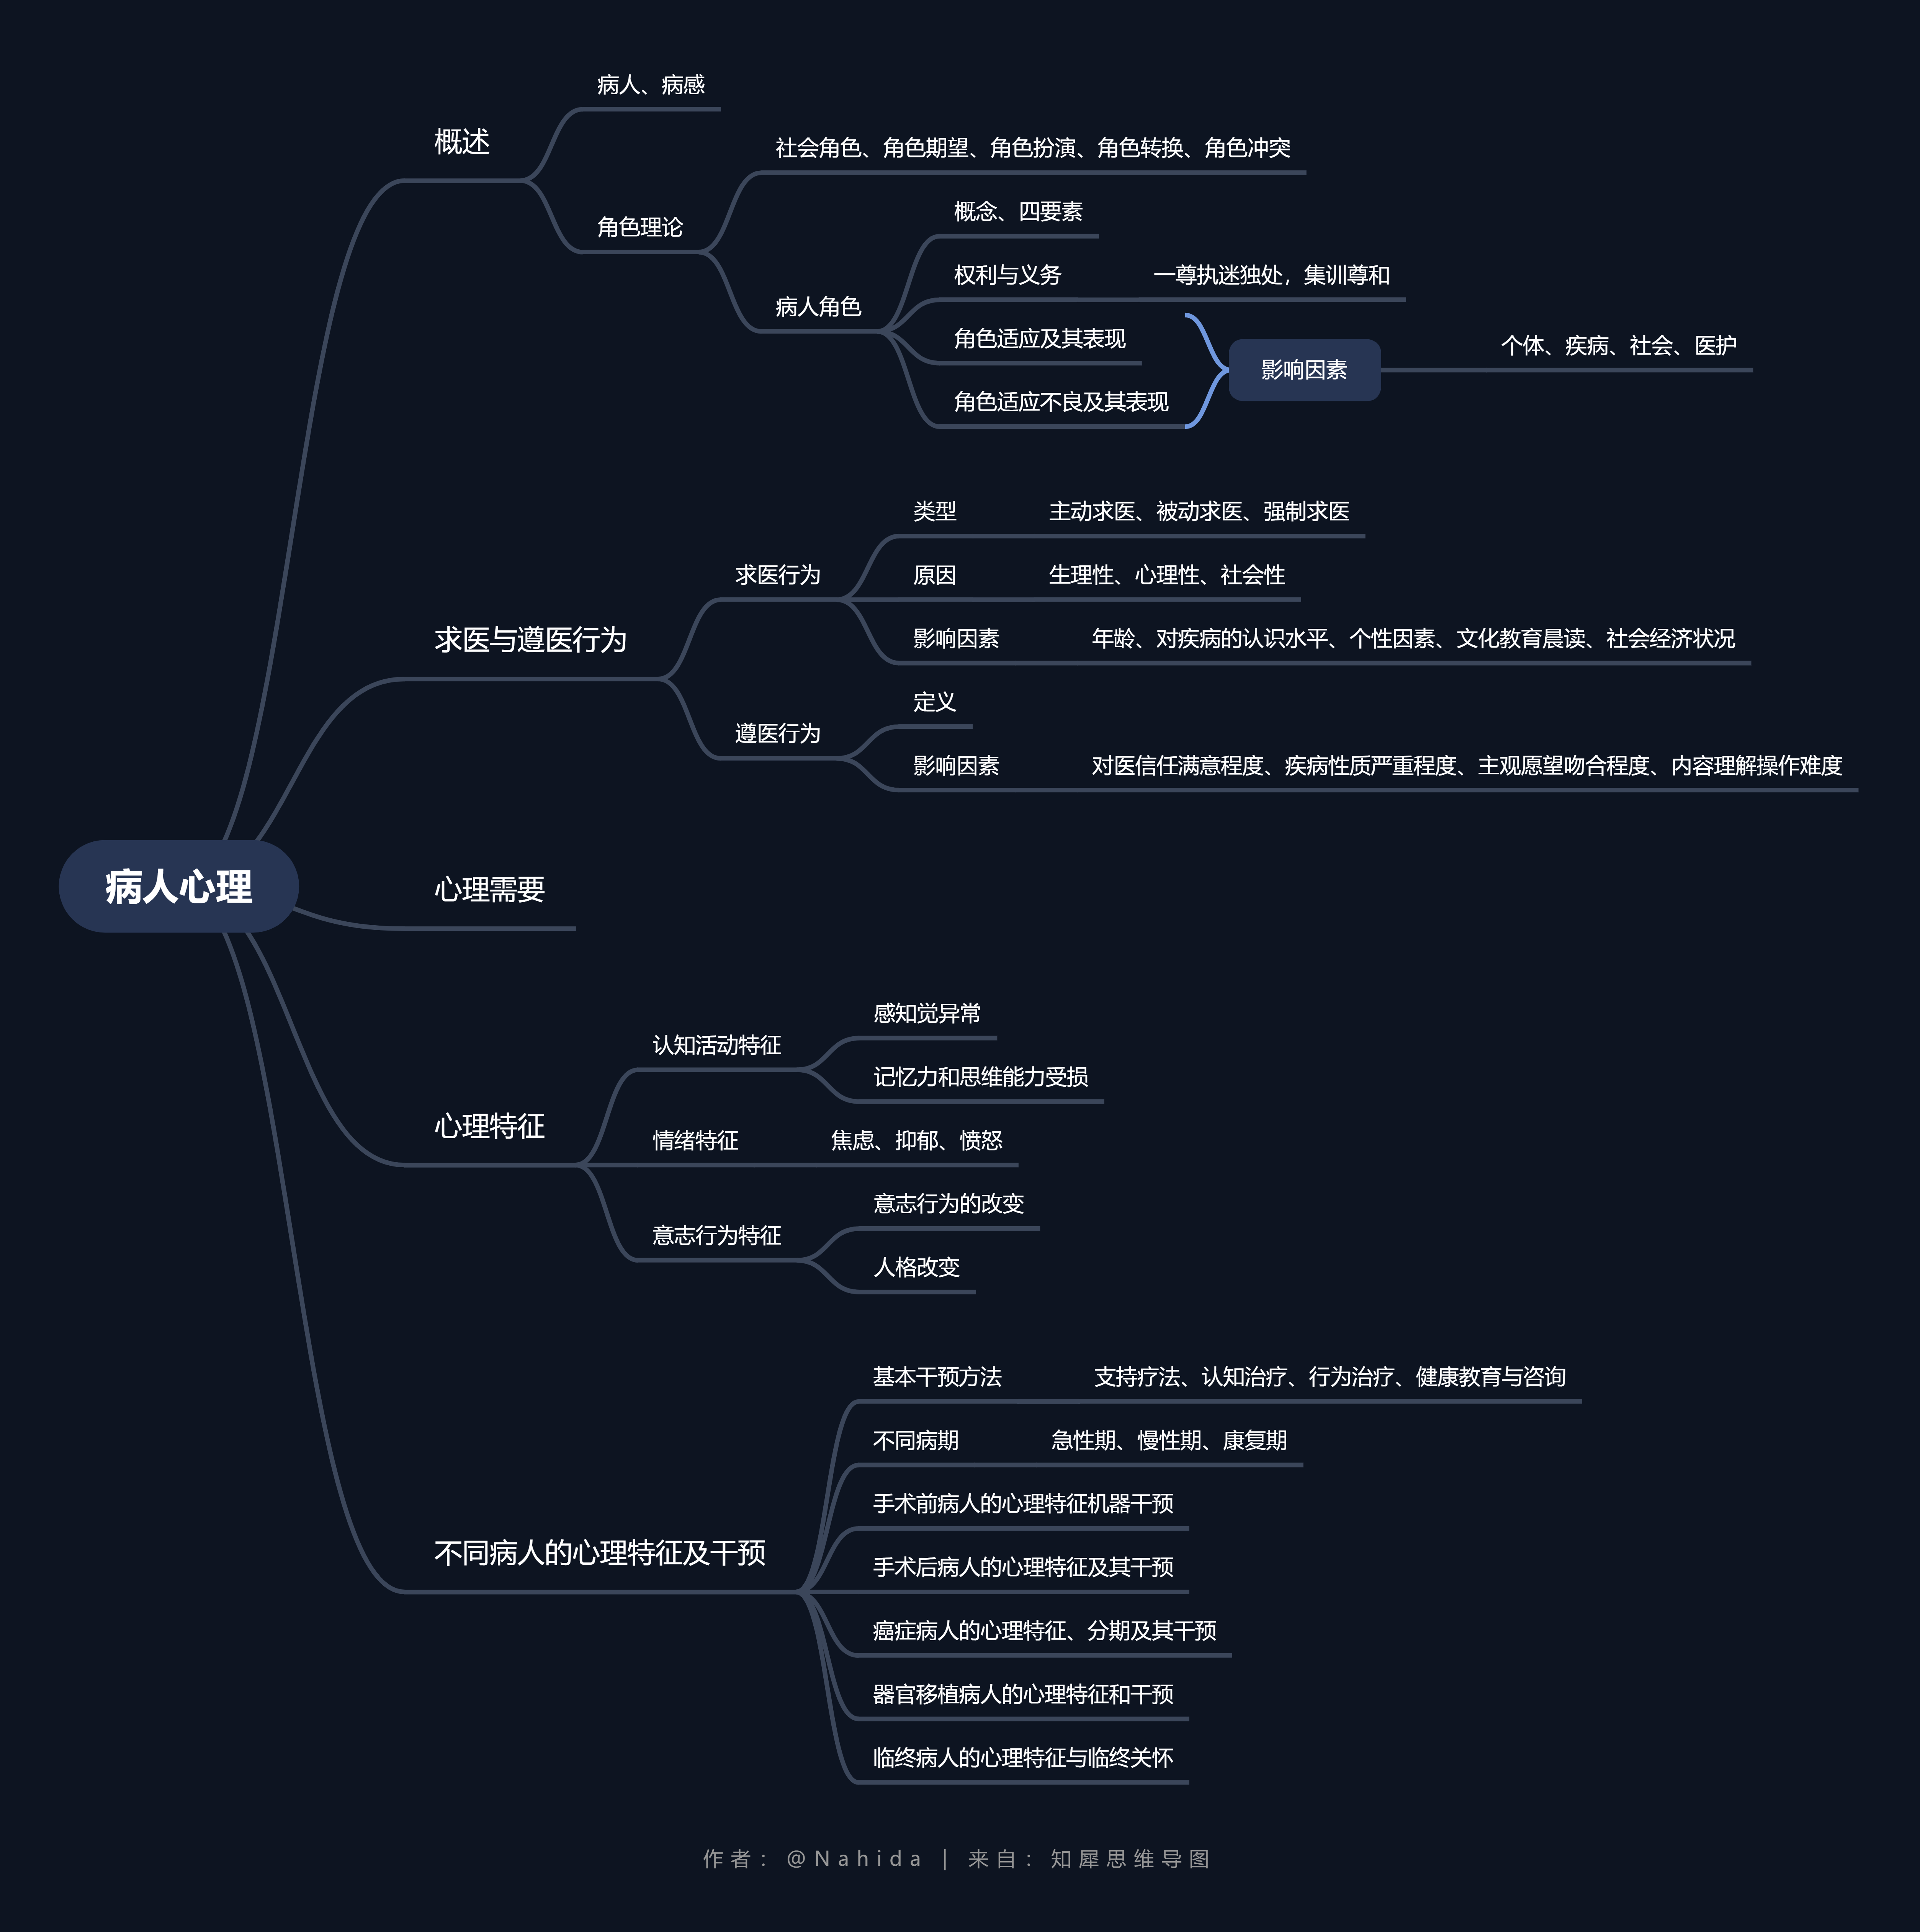 病人心理
概述
病人、病感
角色理论
社会角色、角色期望、角色扮演、角色转换、角色冲突
病人角色
概念、四要素
权利与义务
一尊执迷独处，集训尊和
角色适应及其表现
角色适应不良及其表现
影响因素
个体、疾病、社会、医护
求医与遵医行为
求医行为
类型
主动求医、被动求医、强制求医
原因
生理性、心理性、社会性
影响因素
年龄、对疾病的认识水平、个性因素、文化教育晨读、社会经济状况
遵医行为
定义
影响因素
对医信任满意程度、疾病性质严重程度、主观愿望吻合程度、内容理解操作难度
心理需要
心理特征
认知活动特征
感知觉异常
记忆力和思维能力受损
情绪特征
焦虑、抑郁、愤怒
意志行为特征
意志行为的改变
人格改变
不同病人的心理特征及干预
基本干预方法
支持疗法、认知治疗、行为治疗、健康教育与咨询
不同病期
急性期、慢性期、康复期
手术前病人的心理特征机器干预
手术后病人的心理特征及其干预
癌症病人的心理特征、分期及其干预
器官移植病人的心理特征和干预
临终病人的心理特征与临终关怀
作者：@Nahida | 来自：知犀思维导图